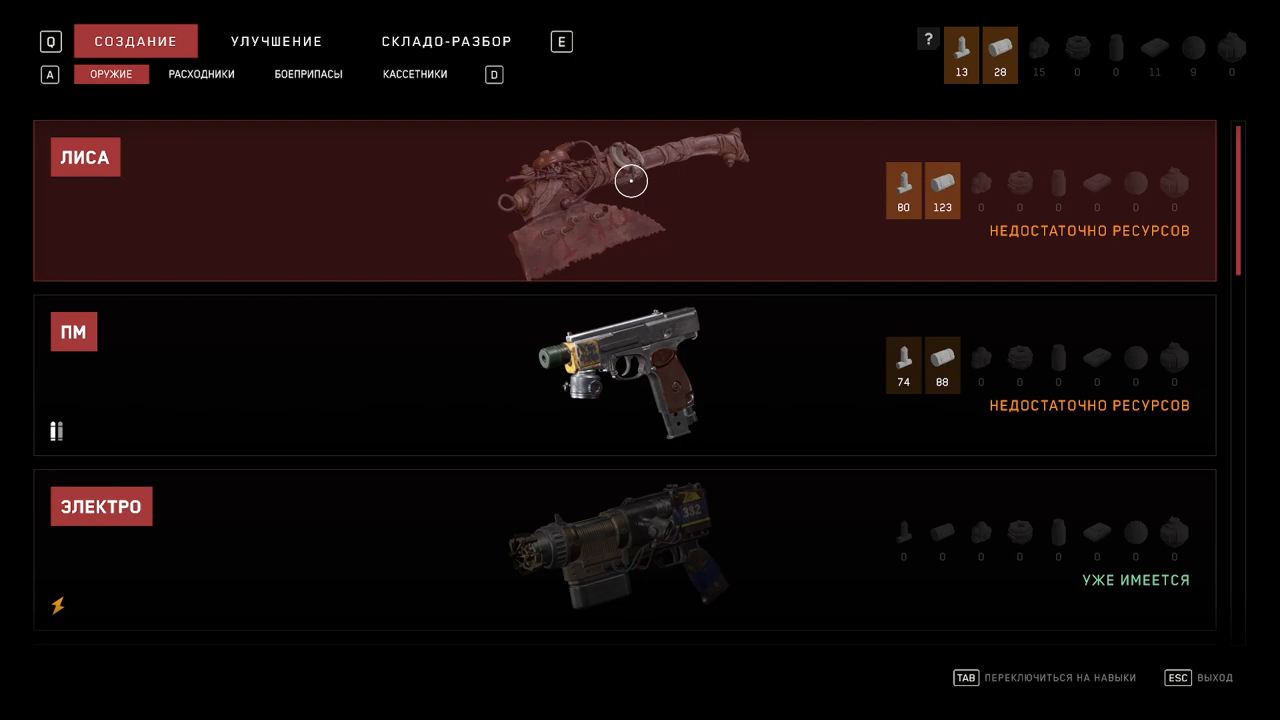 Q СОЗДАНИЕ УЛУЧШЕНИЕ СКЛАДО-РАЗБОР E
A ОРУЖИЕ РАСХОДНИКИ БОЕПРИПАСЫ КАССЕТНИКИ D
?
13 28 15 0 0 11 9 0
ЛИСА
80 123 0 0 0 0 0 0
НЕДОСТАТОЧНО РЕСУРСОВ
ПМ
74 88 0 0 0 0 0 0
НЕДОСТАТОЧНО РЕСУРСОВ
ЭЛЕКТРО
332
0 0 0 0 0 0 0 0
УЖЕ ИМЕЕТСЯ
TAB ПЕРЕКЛЮЧИТЬСЯ НА НАВЫКИ ESC ВЫХОД